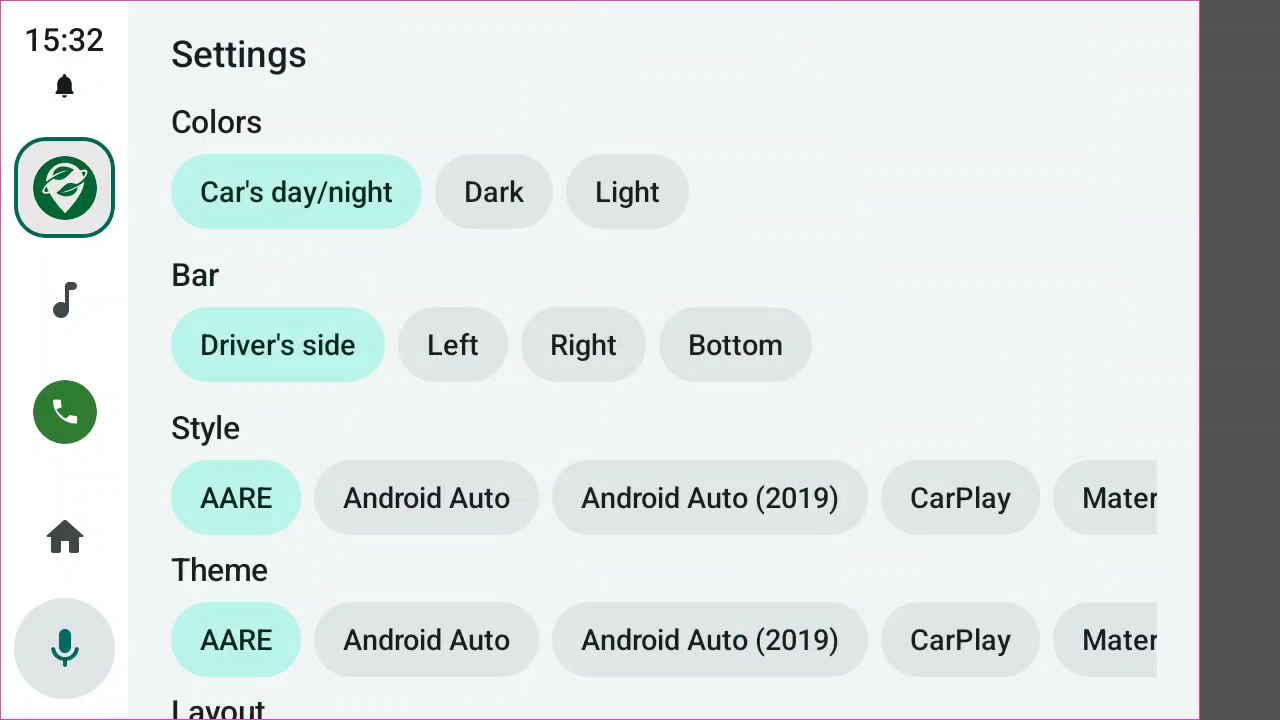 15:32
Settings
Colors
Car's day/night Dark Light
Bar
Driver's side Left Right Bottom
Style
AARE Android Auto Android Auto (2019) CarPlay Mater
Theme
AARE Android Auto Android Auto (2019) CarPlay Mater
Layout